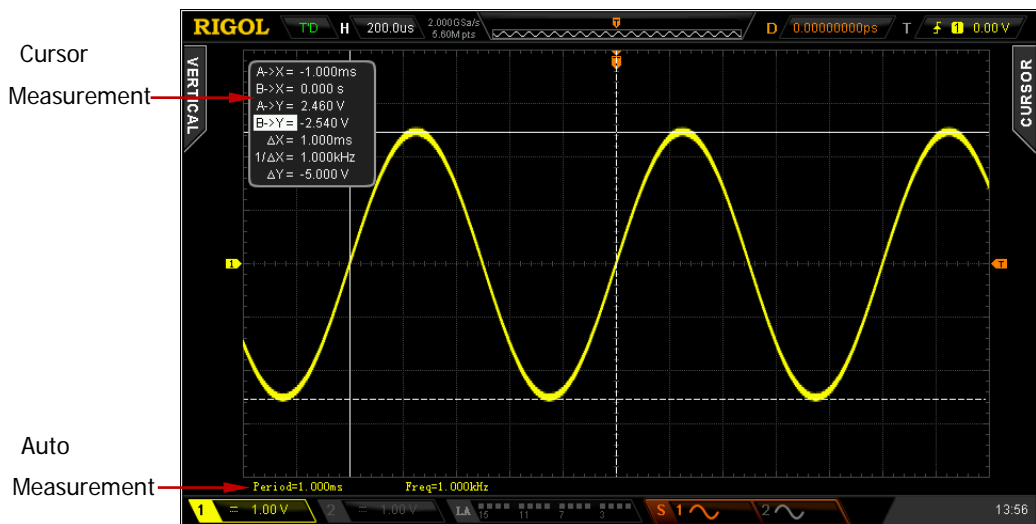 RIGOL T'D H 200.0us 2.000GSa/s 5.60M pts T D 0.00000000ps T 1 0.00 V
Cursor
Measurement
VERTICAL
CURSOR
T
A->X= -1.000ms
B->X= 0.000 s
A->Y= 2.460 V
B->Y= -2.540 V
ΔX= 1.000ms
1/ΔX= 1.000kHz
ΔY= -5.000 V
1
T
Auto
Measurement
Period=1.000ms Freq=1.000kHz
1 = 1.00 V 2 = 1.00 V LA 15 11 7 3 S 1 2 13:56